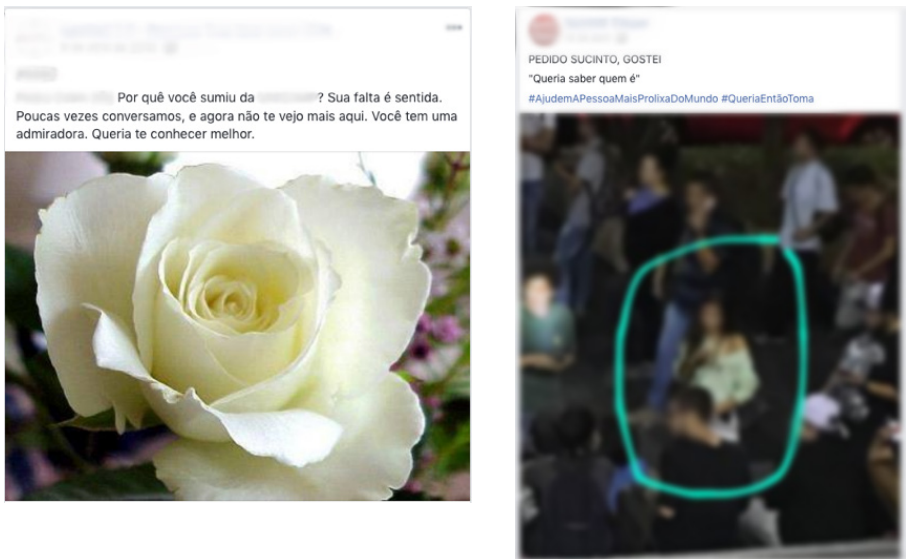 Por quê você sumiu da ? Sua falta é sentida.
Poucas vezes conversamos, e agora não te vejo mais aqui. Você tem uma
admiradora. Queria te conhecer melhor.
PEDIDO SUCINTO, GOSTEI
"Queria saber quem é"
#AjudemAPessoaMaisProlixaDoMundo #QueriaEntãoToma